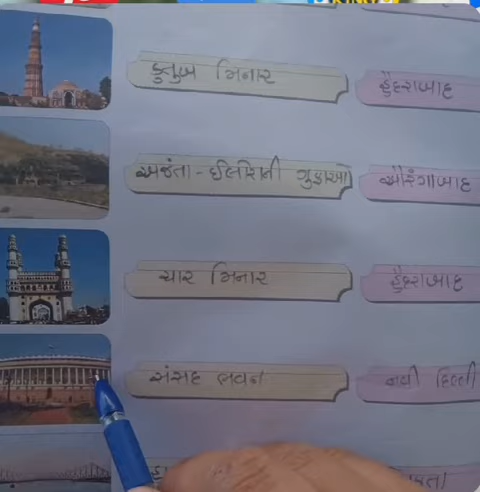 કુતુબ મિનાર હૈદરાબાદ
અજંતા - ઈલોરાની ગુફાઓ ઔરંગાબાદ
ચાર મિનાર હૈદરાબાદ
સંસદ ભવન નવી દિલ્લી